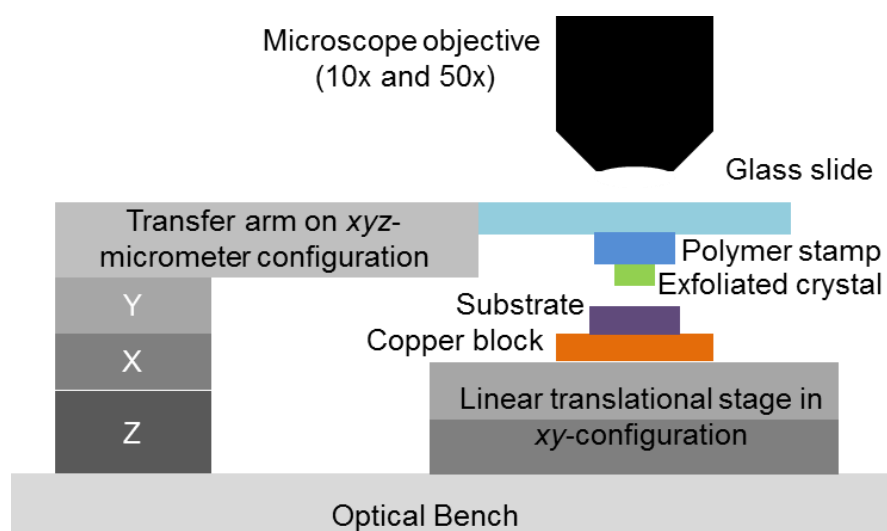 Microscope objective
(10x and 50x)
Glass slide
Transfer arm on xyz-
micrometer configuration
Polymer stamp
Exfoliated crystal
Substrate
Copper block
Y
X
Z
Linear translational stage in
xy-configuration
Optical Bench